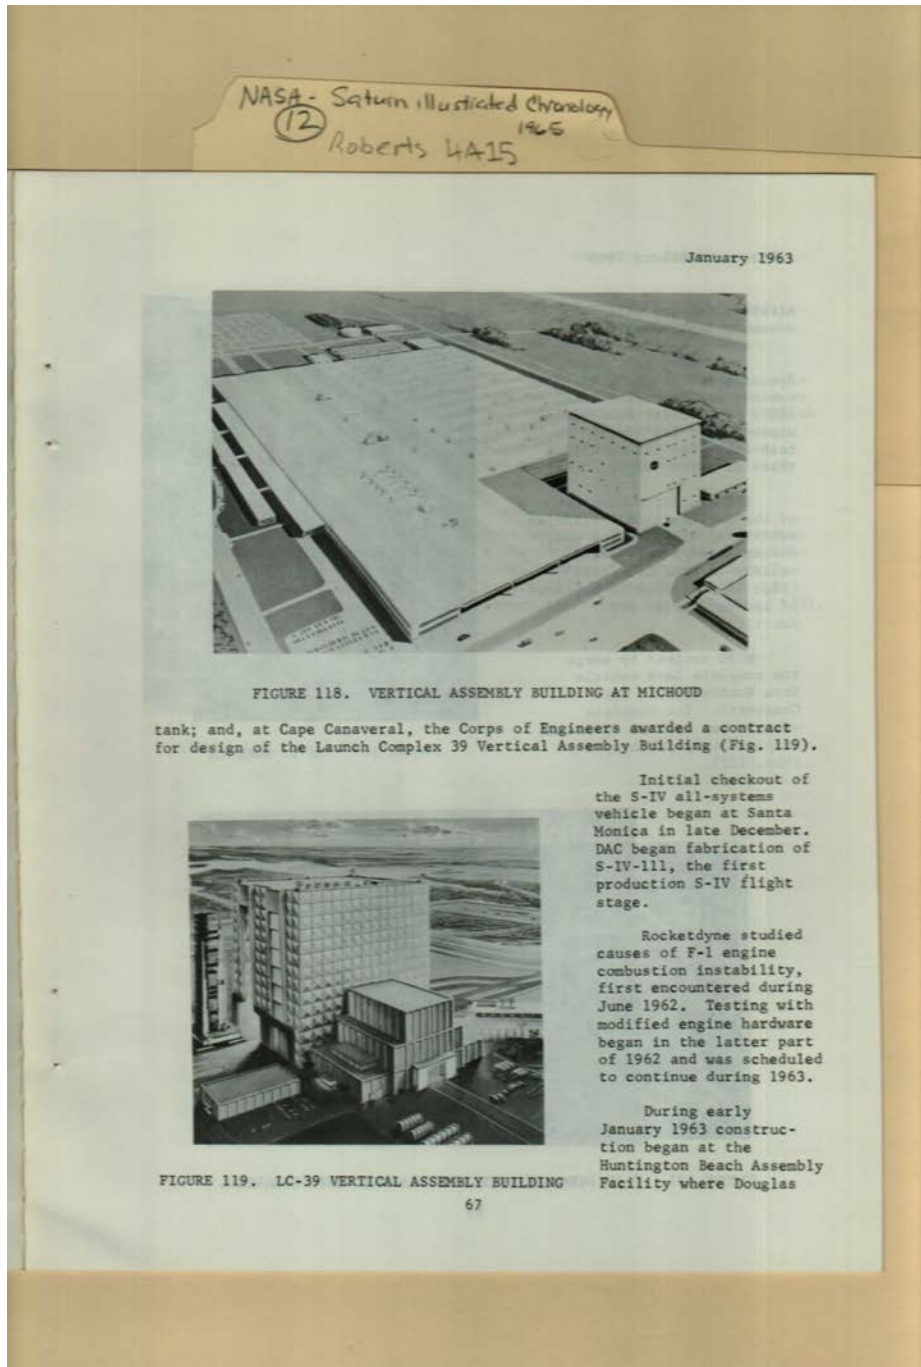 NASA - Saturn illustrated Chronology
12
1965
Roberts 4A15
January 1963
FIGURE 118. VERTICAL ASSEMBLY BUILDING AT MICHOUD
tank; and, at Cape Canaveral, the Corps of Engineers awarded a contract
for design of the Launch Complex 39 Vertical Assembly Building (Fig. 119).
Initial checkout of
the S-IV all-systems
vehicle began at Santa
Monica in late December.
DAC began fabrication of
S-IV-111, the first
production S-IV flight
stage.
Rocketdyne studied
causes of F-1 engine
combustion instability,
first encountered during
June 1962. Testing with
modified engine hardware
began in the latter part
of 1962 and was scheduled
to continue during 1963.
During early
January 1963 construc-
tion began at the
Huntington Beach Assembly
Facility where Douglas
FIGURE 119. LC-39 VERTICAL ASSEMBLY BUILDING
67